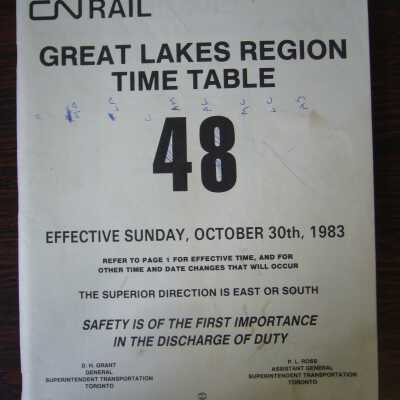 CN RAIL
GREAT LAKES REGION
TIME TABLE
48
EFFECTIVE SUNDAY, OCTOBER 30th, 1983
REFER TO PAGE 1 FOR EFFECTIVE TIME, AND FOR
OTHER TIME AND DATE CHANGES THAT WILL OCCUR
THE SUPERIOR DIRECTION IS EAST OR SOUTH
SAFETY IS OF THE FIRST IMPORTANCE
IN THE DISCHARGE OF DUTY
D. H. GRANT
GENERAL
SUPERINTENDENT TRANSPORTATION
TORONTO
P. L. ROSS
ASSISTANT GENERAL
SUPERINTENDENT TRANSPORTATION
TORONTO